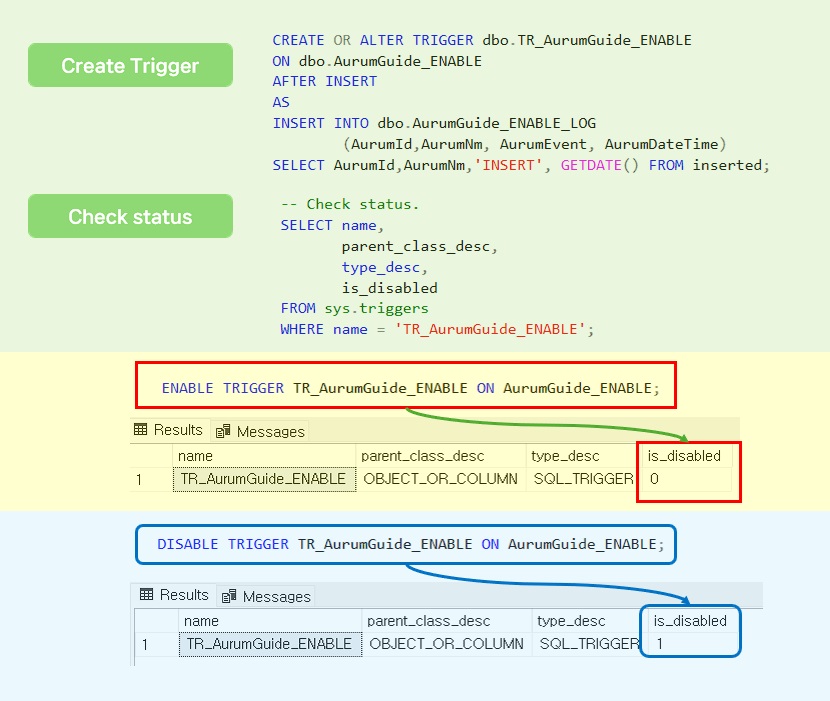 Create Trigger
CREATE OR ALTER TRIGGER dbo.TR_AurumGuide_ENABLE
ON dbo.AurumGuide_ENABLE
AFTER INSERT
AS
INSERT INTO dbo.AurumGuide_ENABLE_LOG
(AurumId,AurumNm, AurumEvent, AurumDateTime)
SELECT AurumId,AurumNm,'INSERT', GETDATE() FROM inserted;
Check status
-- Check status.
SELECT name,
parent_class_desc,
type_desc,
is_disabled
FROM sys.triggers
WHERE name = 'TR_AurumGuide_ENABLE';
ENABLE TRIGGER TR_AurumGuide_ENABLE ON AurumGuide_ENABLE;
Results Messages
name parent_class_desc type_desc is_disabled
1 TR_AurumGuide_ENABLE OBJECT_OR_COLUMN SQL_TRIGGER 0
DISABLE TRIGGER TR_AurumGuide_ENABLE ON AurumGuide_ENABLE;
Results Messages
name parent_class_desc type_desc is_disabled
1 TR_AurumGuide_ENABLE OBJECT_OR_COLUMN SQL_TRIGGER 1